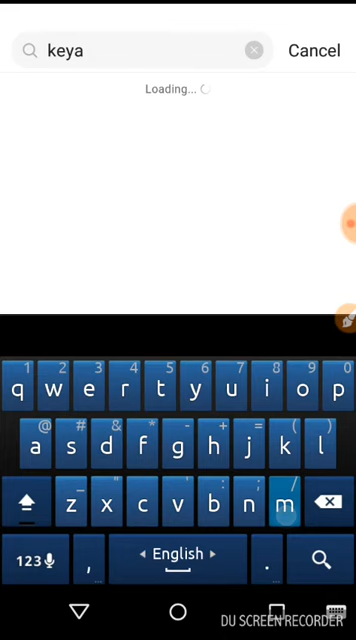 keya Cancel
Loading...
1 2 3 4 5 6 7 8 9 0
q w e r t y u i o p
@ # & * - + = ( )
a s d f g h j k l
_ " ' : ; /
z x c v b n m
123 , English .
... ...
DU SCREEN RECORDER